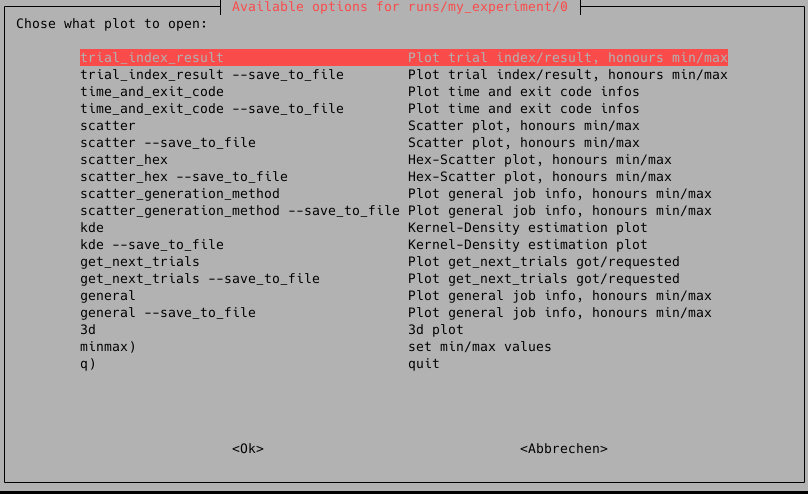 Available options for runs/my_experiment/0
Chose what plot to open:
trial_index_result Plot trial index/result, honours min/max
trial_index_result --save_to_file Plot trial index/result, honours min/max
time_and_exit_code Plot time and exit code infos
time_and_exit_code --save_to_file Plot time and exit code infos
scatter Scatter plot, honours min/max
scatter --save_to_file Scatter plot, honours min/max
scatter_hex Hex-Scatter plot, honours min/max
scatter_hex --save_to_file Hex-Scatter plot, honours min/max
scatter_generation_method Plot general job info, honours min/max
scatter_generation_method --save_to_file Plot general job info, honours min/max
kde Kernel-Density estimation plot
kde --save_to_file Kernel-Density estimation plot
get_next_trials Plot get_next_trials got/requested
get_next_trials --save_to_file Plot get_next_trials got/requested
general Plot general job info, honours min/max
general --save_to_file Plot general job info, honours min/max
3d 3d plot
minmax) set min/max values
q) quit
<Ok> <Abbrechen>